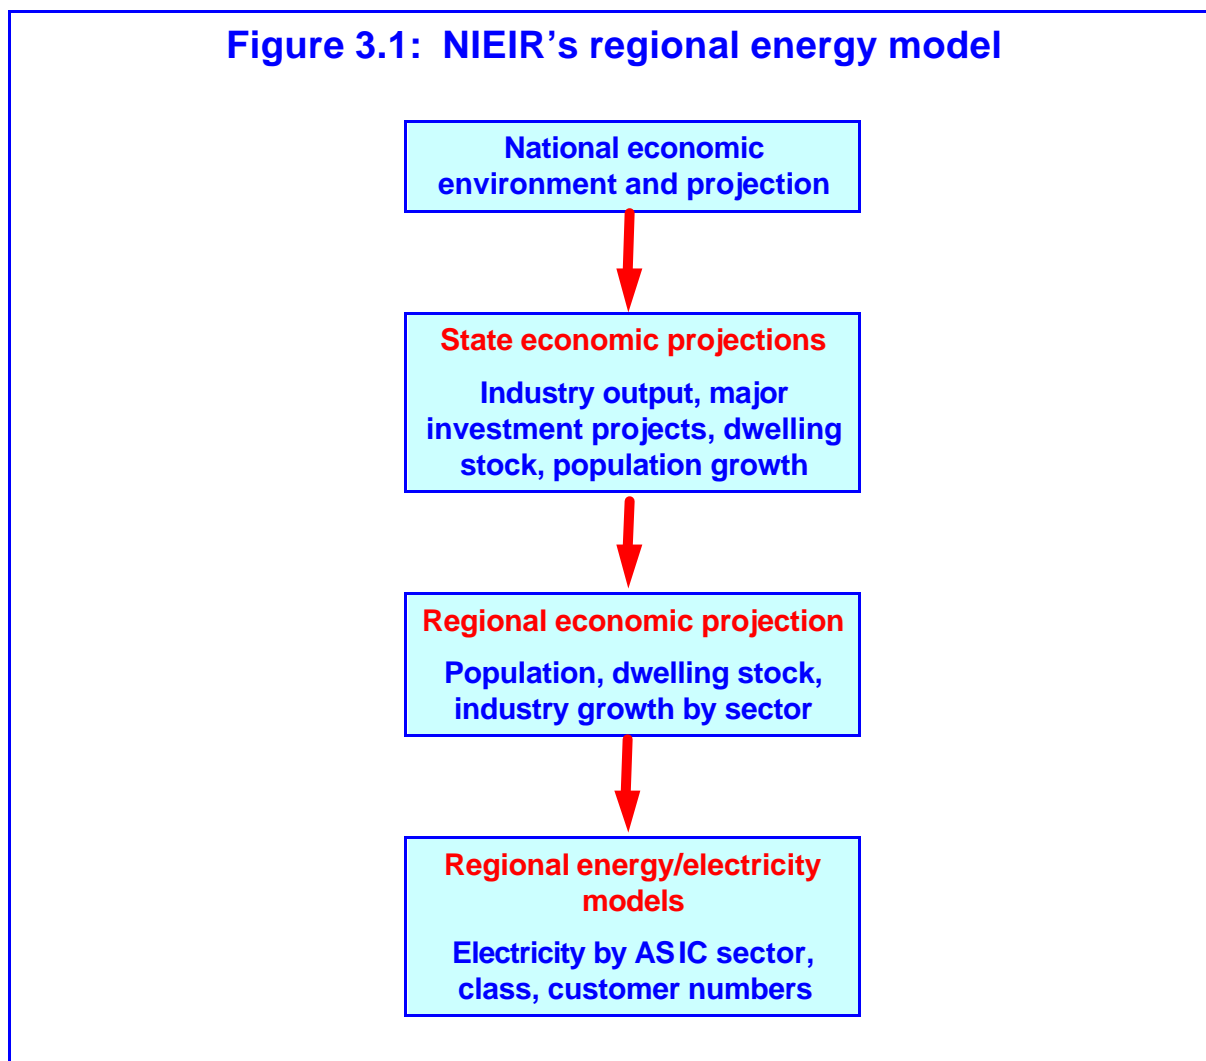 Figure 3.1:  NIEIR's regional energy model
National economic
environment and projection
State economic projections
Industry output, major
investment projects, dwelling
stock, population growth
Regional economic projection
Population, dwelling stock,
industry growth by sector
Regional energy/electricity
models
Electricity by ASIC sector,
class, customer numbers